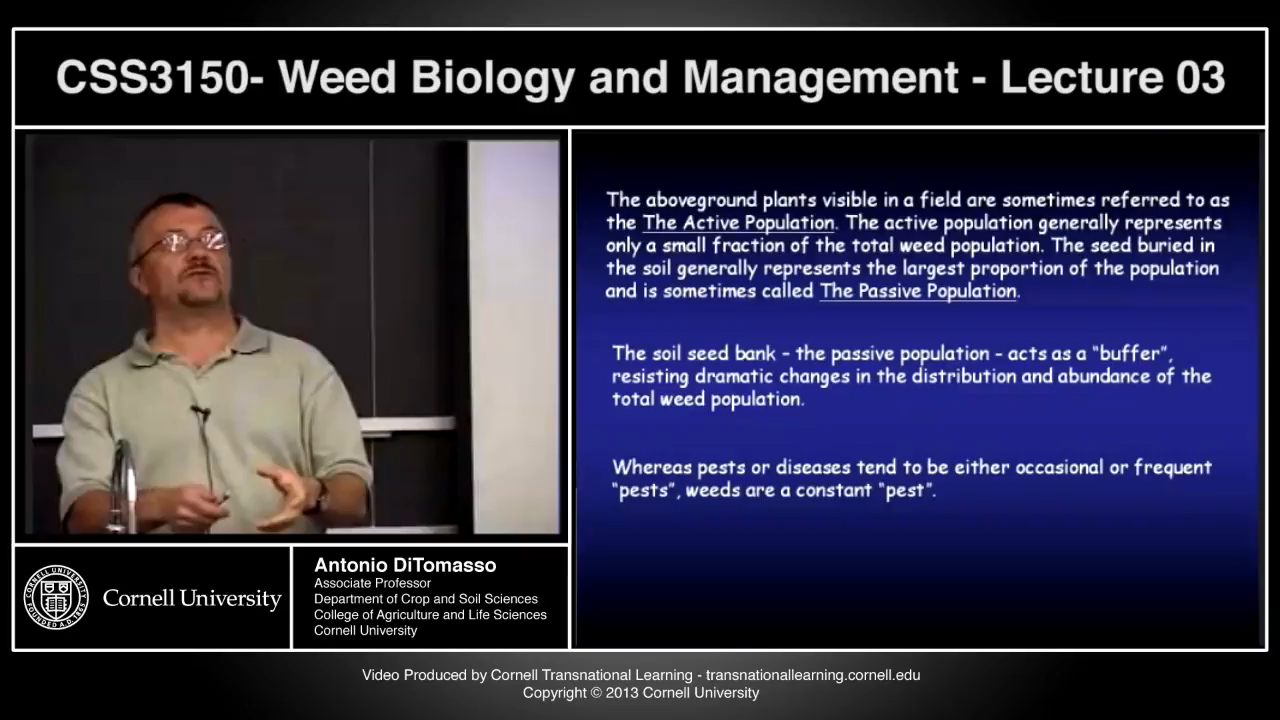 CSS3150- Weed Biology and Management - Lecture 03
The aboveground plants visible in a field are sometimes referred to as
the The Active Population. The active population generally represents
only a small fraction of the total weed population. The seed buried in
the soil generally represents the largest proportion of the population
and is sometimes called The Passive Population.
The soil seed bank – the passive population – acts as a “buffer”,
resisting dramatic changes in the distribution and abundance of the
total weed population.
Whereas pests or diseases tend to be either occasional or frequent
“pests”, weeds are a constant “pest”.
Cornell University
Antonio DiTomasso
Associate Professor
Department of Crop and Soil Sciences
College of Agriculture and Life Sciences
Cornell University
Video Produced by Cornell Transnational Learning - transnationallearning.cornell.edu
Copyright © 2013 Cornell University